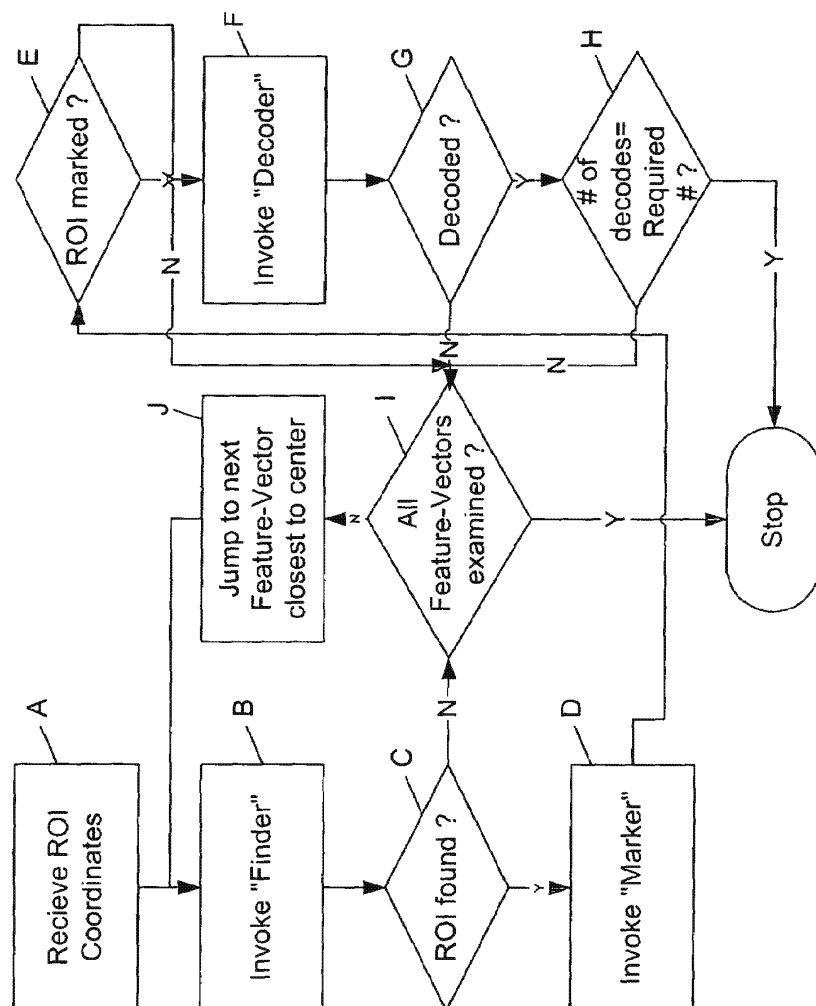 A
Recieve ROI
Coordinates
B
Invoke "Finder"
C
ROI found ?
N
Y
D
Invoke "Marker"
J
Jump to next
Feature-Vector
closest to center
N
I
All
Feature-Vectors
examined ?
Y
Stop
E
ROI marked ?
Y
N
F
Invoke "Decoder"
G
Decoded ?
N
Y
H
# of
decodes=
Required
# ?
N
Y